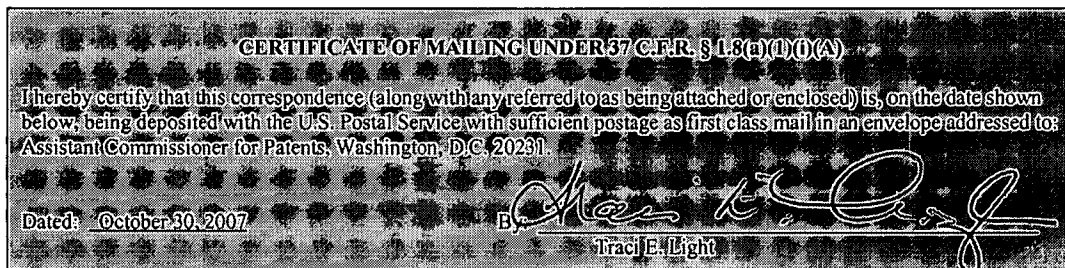 CERTIFICATE OF MAILING UNDER 37 C.F.R. § 1.8(a)(1)(i)(A)
I hereby certify that this correspondence (along with any referred to as being attached or enclosed) is, on the date shown
below, being deposited with the U.S. Postal Service with sufficient postage as first class mail in an envelope addressed to:
Assistant Commissioner for Patents, Washington, D.C. 20231.
Dated: October 30, 2007 By
Traci E. Light